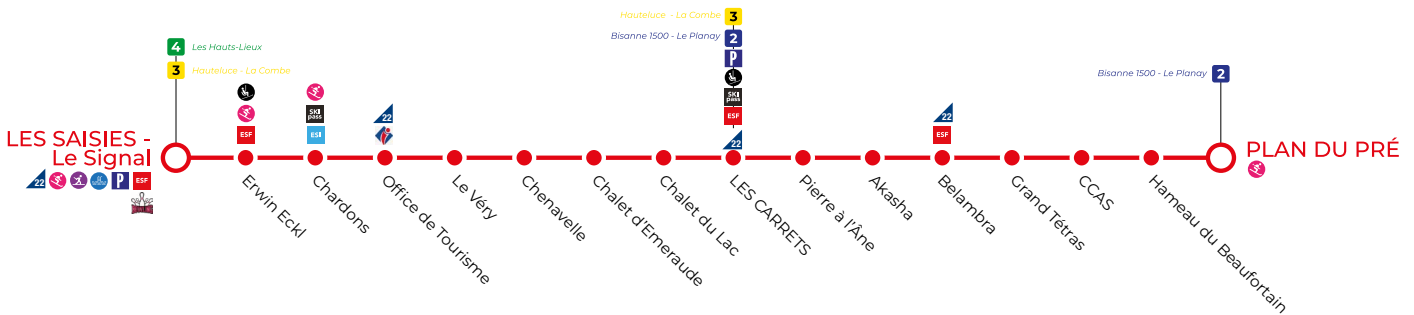 4 Les Hauts-Lieux
3 Hauteluce - La Combe
LES SAISIES -
Le Signal
22
P
ESF
ESF
Erwin Eckl
SKI
pass
ESI
Chardons
22
Office de Tourisme
Le Véry
Chenavelle
Chalet d'Emeraude
Chalet du Lac
Hauteluce - La Combe 3
Bisanne 1500 - Le Planay 2
P
SKI
pass
ESF
22
LES CARRETS
Pierre à l'Âne
Akasha
22
ESF
Belambra
Grand Tétras
CCAS
Hameau du Beaufortain
Bisanne 1500 - Le Planay 2
PLAN DU PRÉ